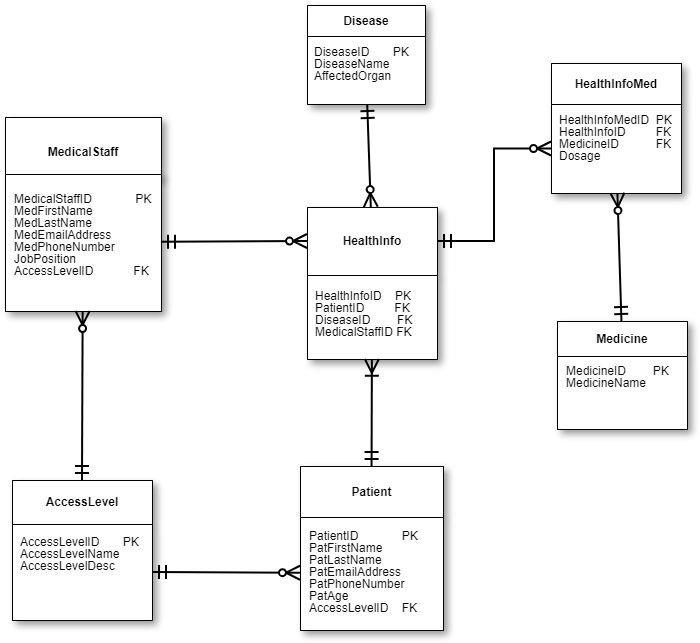 Disease
DiseaseID PK
DiseaseName
AffectedOrgan
HealthInfoMed
HealthInfoMedID PK
HealthInfoID FK
MedicineID FK
Dosage
MedicalStaff
MedicalStaffID PK
MedFirstName
MedLastName
MedEmailAddress
MedPhoneNumber
JobPosition
AccessLevelID FK
HealthInfo
HealthInfoID PK
PatientID FK
DiseaseID FK
MedicalStaffID FK
Medicine
MedicineID PK
MedicineName
AccessLevel
AccessLevelID PK
AccessLevelName
AccessLevelDesc
Patient
PatientID PK
PatFirstName
PatLastName
PatEmailAddress
PatPhoneNumber
PatAge
AccessLevelID FK